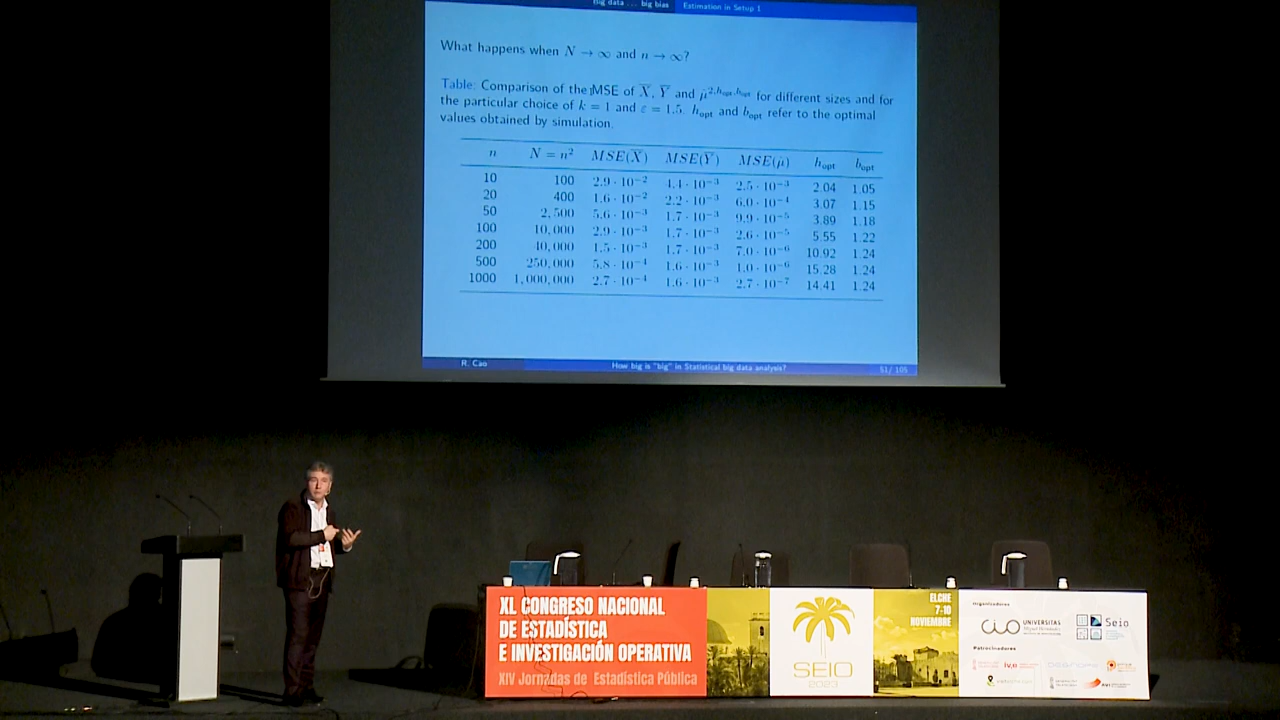 Big data ... big bias Estimation in Setup 1
What happens when N → ∞ and n → ∞?
Table: Comparison of the MSE of X̄, Ȳ and μ̂^{2,h_opt,b_opt} for different sizes and for
the particular choice of k = 1 and ε = 1.5. h_opt and b_opt refer to the optimal
values obtained by simulation.
n N = n² MSE(X̄) MSE(Ȳ) MSE(μ̂) h_opt b_opt
10 100 2.9 · 10⁻² 4.4 · 10⁻³ 2.5 · 10⁻³ 2.04 1.05
20 400 1.6 · 10⁻² 2.2 · 10⁻³ 6.0 · 10⁻⁴ 3.07 1.15
50 2,500 5.6 · 10⁻³ 1.7 · 10⁻³ 9.9 · 10⁻⁵ 3.89 1.18
100 10,000 2.9 · 10⁻³ 1.7 · 10⁻³ 2.6 · 10⁻⁵ 5.55 1.22
200 40,000 1.5 · 10⁻³ 1.7 · 10⁻³ 7.0 · 10⁻⁶ 10.92 1.24
500 250,000 5.8 · 10⁻⁴ 1.6 · 10⁻³ 1.0 · 10⁻⁶ 15.28 1.24
1000 1,000,000 2.7 · 10⁻⁴ 1.6 · 10⁻³ 2.7 · 10⁻⁷ 14.41 1.24
R. Cao How big is "big" in Statistical big data analysis? 51/ 105
XL CONGRESO NACIONAL
DE ESTADÍSTICA
E INVESTIGACIÓN OPERATIVA
XIV Jornadas de Estadística Pública
SEIO
2023
ELCHE
7-10
NOVIEMBRE
Organizadores
CIO UNIVERSITAS
Miguel Hernández
Seio
Patrocinadores